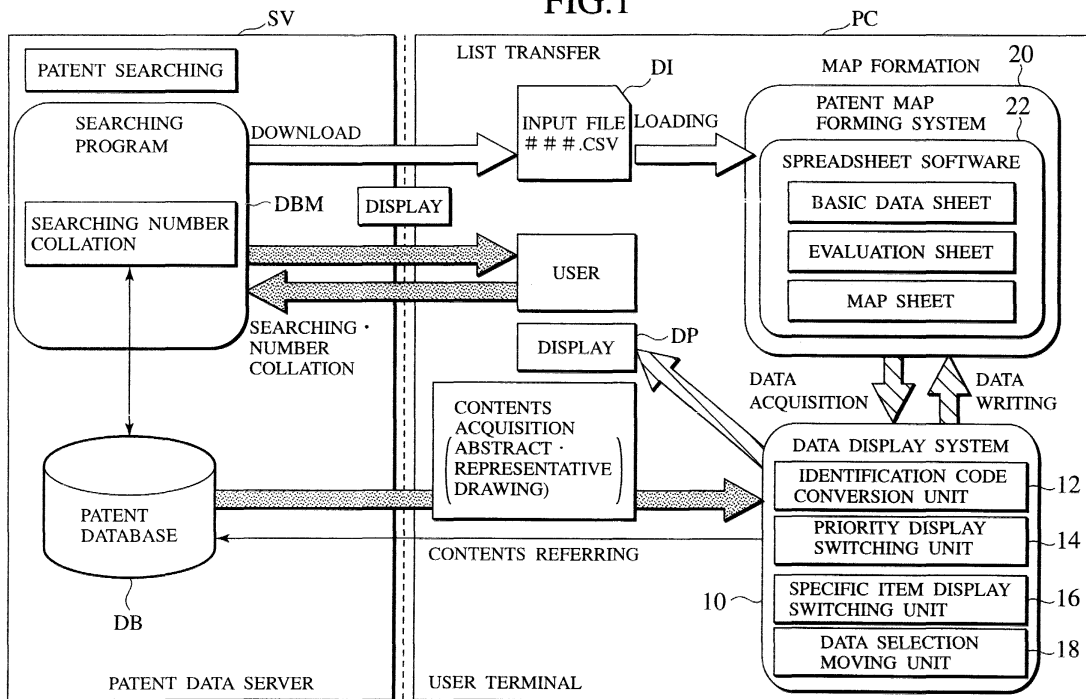 FIG.1
SV
PC
PATENT SEARCHING
SEARCHING
PROGRAM
SEARCHING NUMBER
COLLATION
DBM
DOWNLOAD
DISPLAY
SEARCHING・
NUMBER
COLLATION
PATENT
DATABASE
DB
PATENT DATA SERVER
LIST TRANSFER
DI
INPUT FILE
# # #.CSV
LOADING
USER
DISPLAY
DP
CONTENTS
ACQUISITION
(ABSTRACT・
REPRESENTATIVE
DRAWING)
CONTENTS REFERRING
USER TERMINAL
MAP FORMATION
20
PATENT MAP
FORMING SYSTEM
22
SPREADSHEET SOFTWARE
BASIC DATA SHEET
EVALUATION SHEET
MAP SHEET
DATA
ACQUISITION
DATA
WRITING
DATA DISPLAY SYSTEM
IDENTIFICATION CODE
CONVERSION UNIT
12
PRIORITY DISPLAY
SWITCHING UNIT
14
10
SPECIFIC ITEM DISPLAY
SWITCHING UNIT
16
DATA SELECTION
MOVING UNIT
18